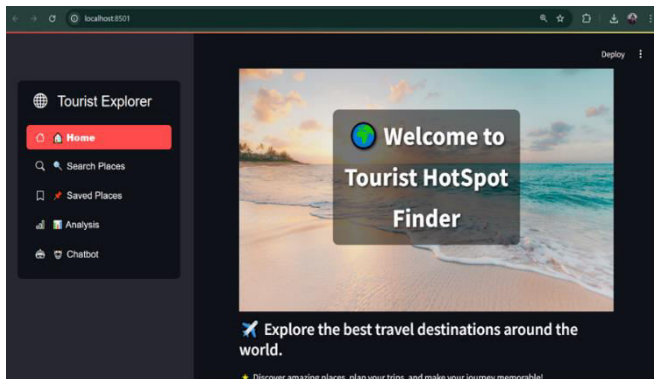 localhost:8501
Deploy
Tourist Explorer
Home
Search Places
Saved Places
Analysis
Chatbot
Welcome to
Tourist HotSpot
Finder
Explore the best travel destinations around the
world.
Discover amazing places, plan your trips, and make your journey memorable!